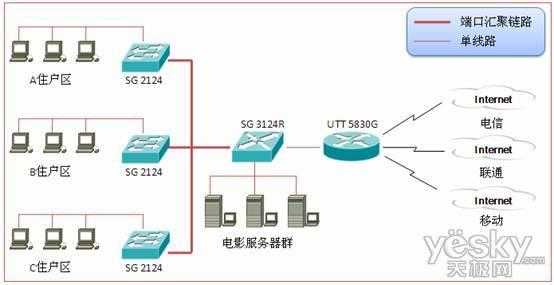 端口汇聚链路
单线路
A住户区
SG 2124
B住户区
SG 2124
C住户区
SG 2124
SG 3124R
电影服务器群
UTT 5830G
Internet
电信
Internet
联通
Internet
移动
yësky
天极网